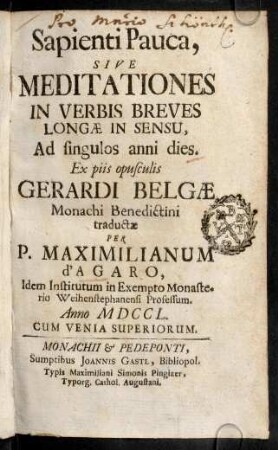 Pro Mario
Sapienti Pauca,
SIVE
MEDITATIONES
IN VERBIS BREVES
LONGÆ IN SENSU,
Ad singulos anni dies.
Ex piis opusculis
GERARDI BELGÆ
Monachi Benedictini
traductæ
PER
P. MAXIMILIANUM
d'AGARO,
Idem Institutum in Exempto Monaste-
rio Weihenstephanensi Professum.
Anno MDCCL.
CUM VENIA SUPERIORUM.
MONACHII & PEDEPONTI,
Sumptibus JOANNIS GASTL, Bibliopol.
Typis Maximiliani Simonis Pingizer,
Typogr. Cathol. Augustani.